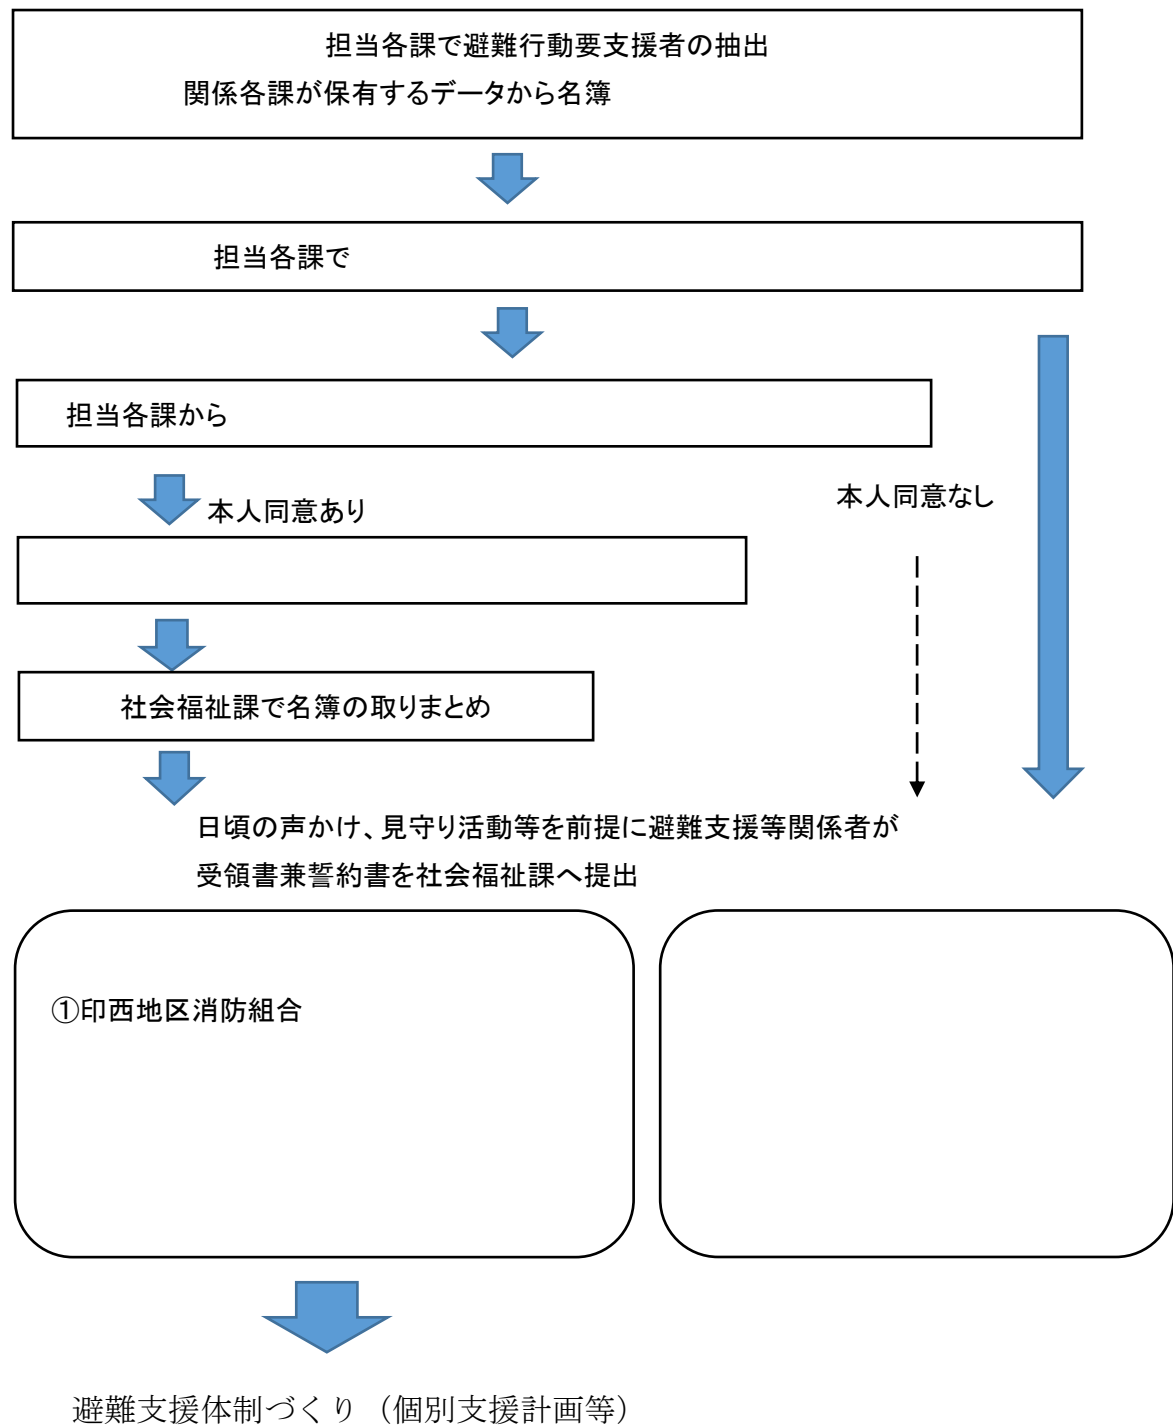 担当各課で避難行動要支援者の抽出
関係各課が保有するデータから名簿
担当各課で
担当各課から
本人同意なし
本人同意あり
社会福祉課で名簿の取りまとめ
日頃の声かけ、見守り活動等を前提に避難支援等関係者が
受領書兼誓約書を社会福祉課へ提出
①印西地区消防組合
避難支援体制づくり（個別支援計画等）